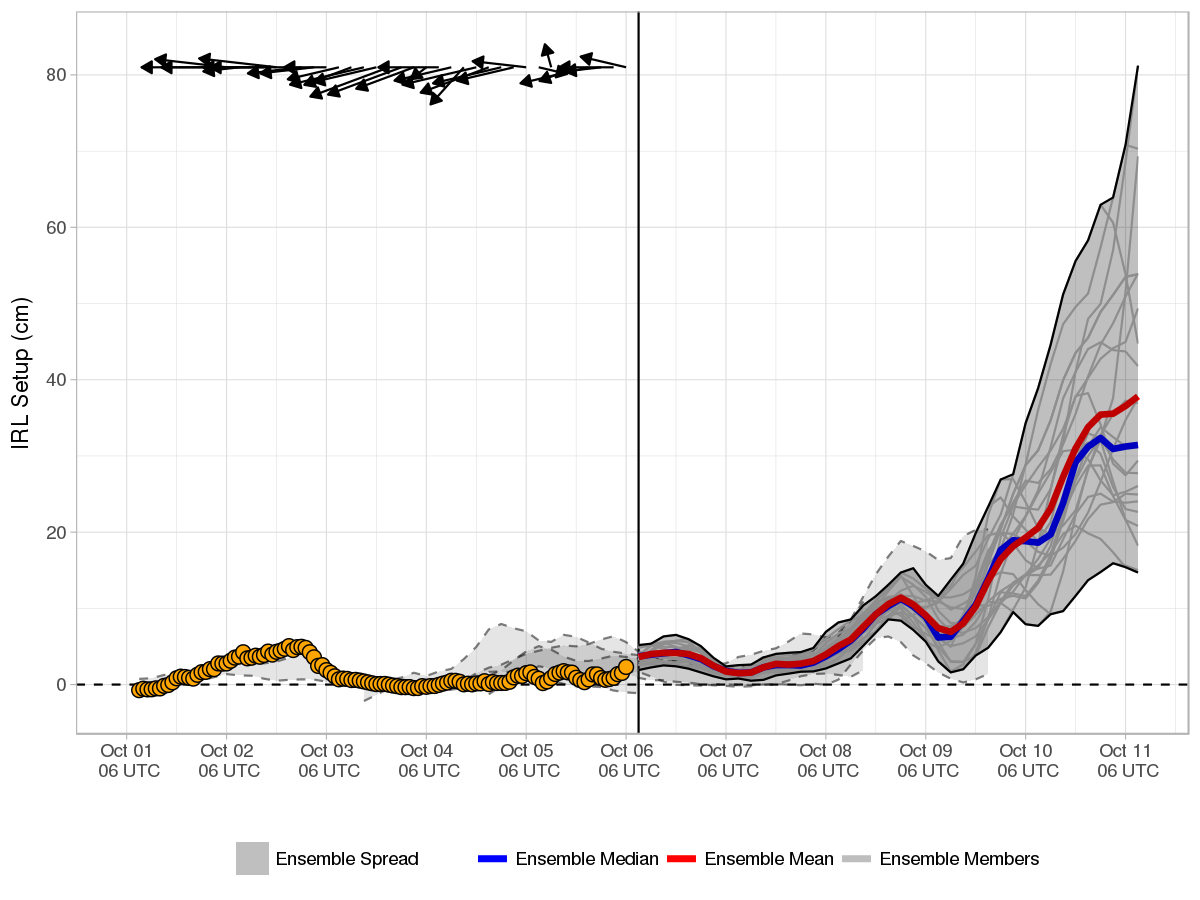 80
60
40
20
0
IRL Setup (cm)
Oct 01 Oct 02 Oct 03 Oct 04 Oct 05 Oct 06 Oct 07 Oct 08 Oct 09 Oct 10 Oct 11
06 UTC 06 UTC 06 UTC 06 UTC 06 UTC 06 UTC 06 UTC 06 UTC 06 UTC 06 UTC 06 UTC
Ensemble Spread Ensemble Median Ensemble Mean Ensemble Members